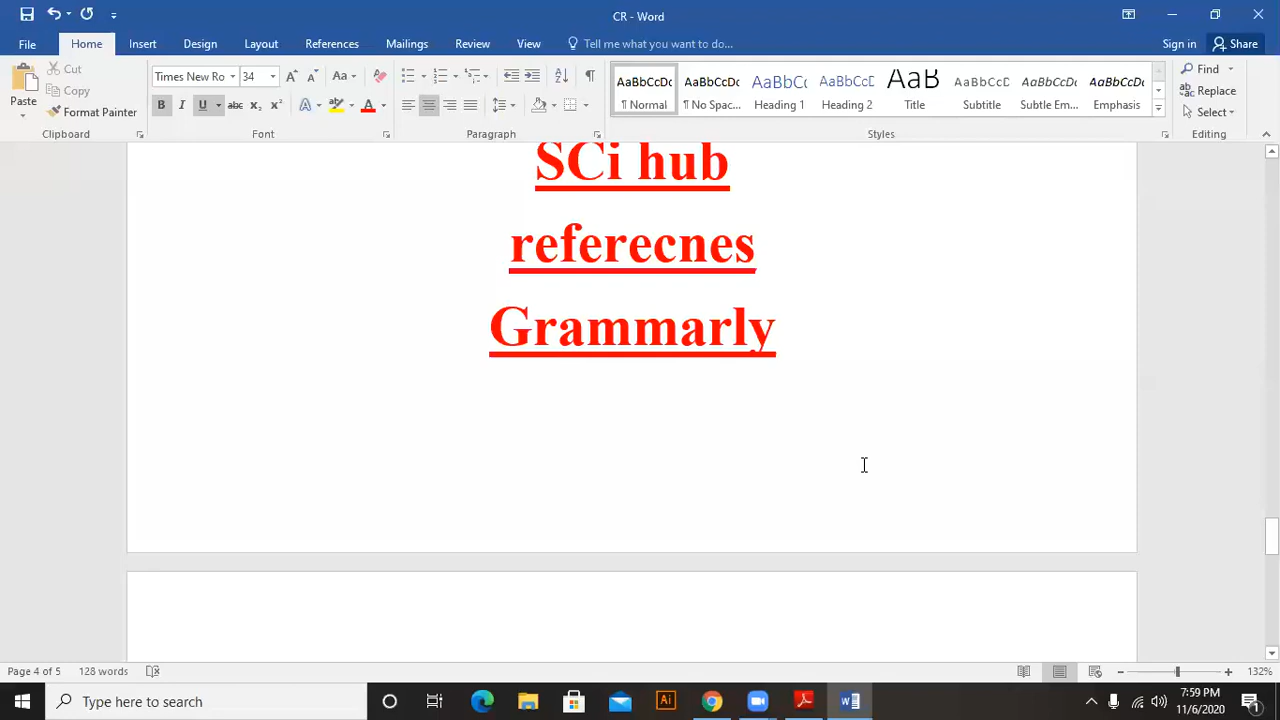 CR - Word
File Home Insert Design Layout References Mailings Review View Tell me what you want to do... Sign in Share
Paste Cut Copy Format Painter
Times New Ro 34
AaBbCcDc AaBbCcDc AaBbC AaBbCcD AaB AaBbCcD AaBbCcDc AaBbCcDc
¶ Normal ¶ No Spac... Heading 1 Heading 2 Title Subtitle Subtle Em... Emphasis
Find Replace Select
Clipboard Font Paragraph Styles Editing
SCi hub
referecnes
Grammarly
Page 4 of 5 128 words 132%
Type here to search
7:59 PM
11/6/2020